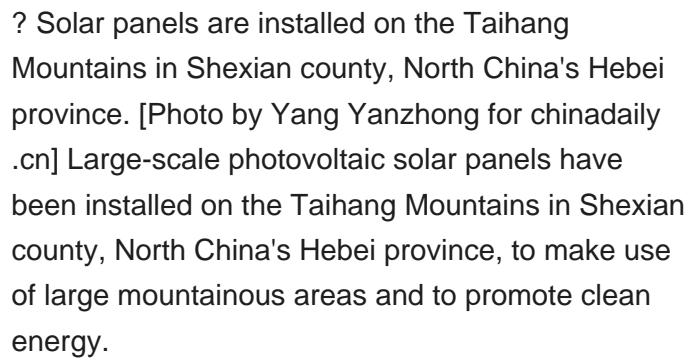 ? Solar panels are installed on the Taihang
Mountains in Shexian county, North China's Hebei
province. [Photo by Yang Yanzhong for chinadaily
.cn] Large-scale photovoltaic solar panels have
been installed on the Taihang Mountains in Shexian
county, North China's Hebei province, to make use
of large mountainous areas and to promote clean
energy.